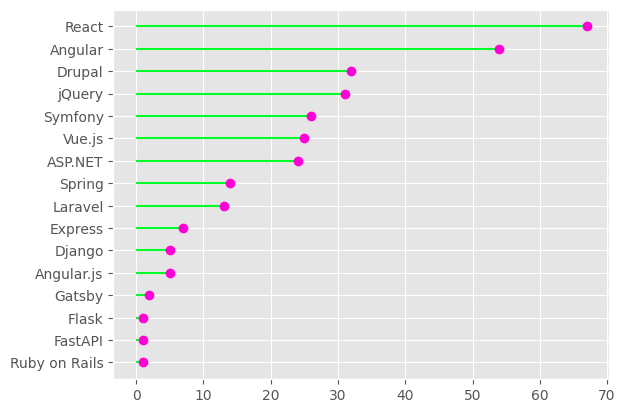 React
Angular
Drupal
jQuery
Symfony
Vue.js
ASP.NET
Spring
Laravel
Express
Django
Angular.js
Gatsby
Flask
FastAPI
Ruby on Rails
0 10 20 30 40 50 60 70